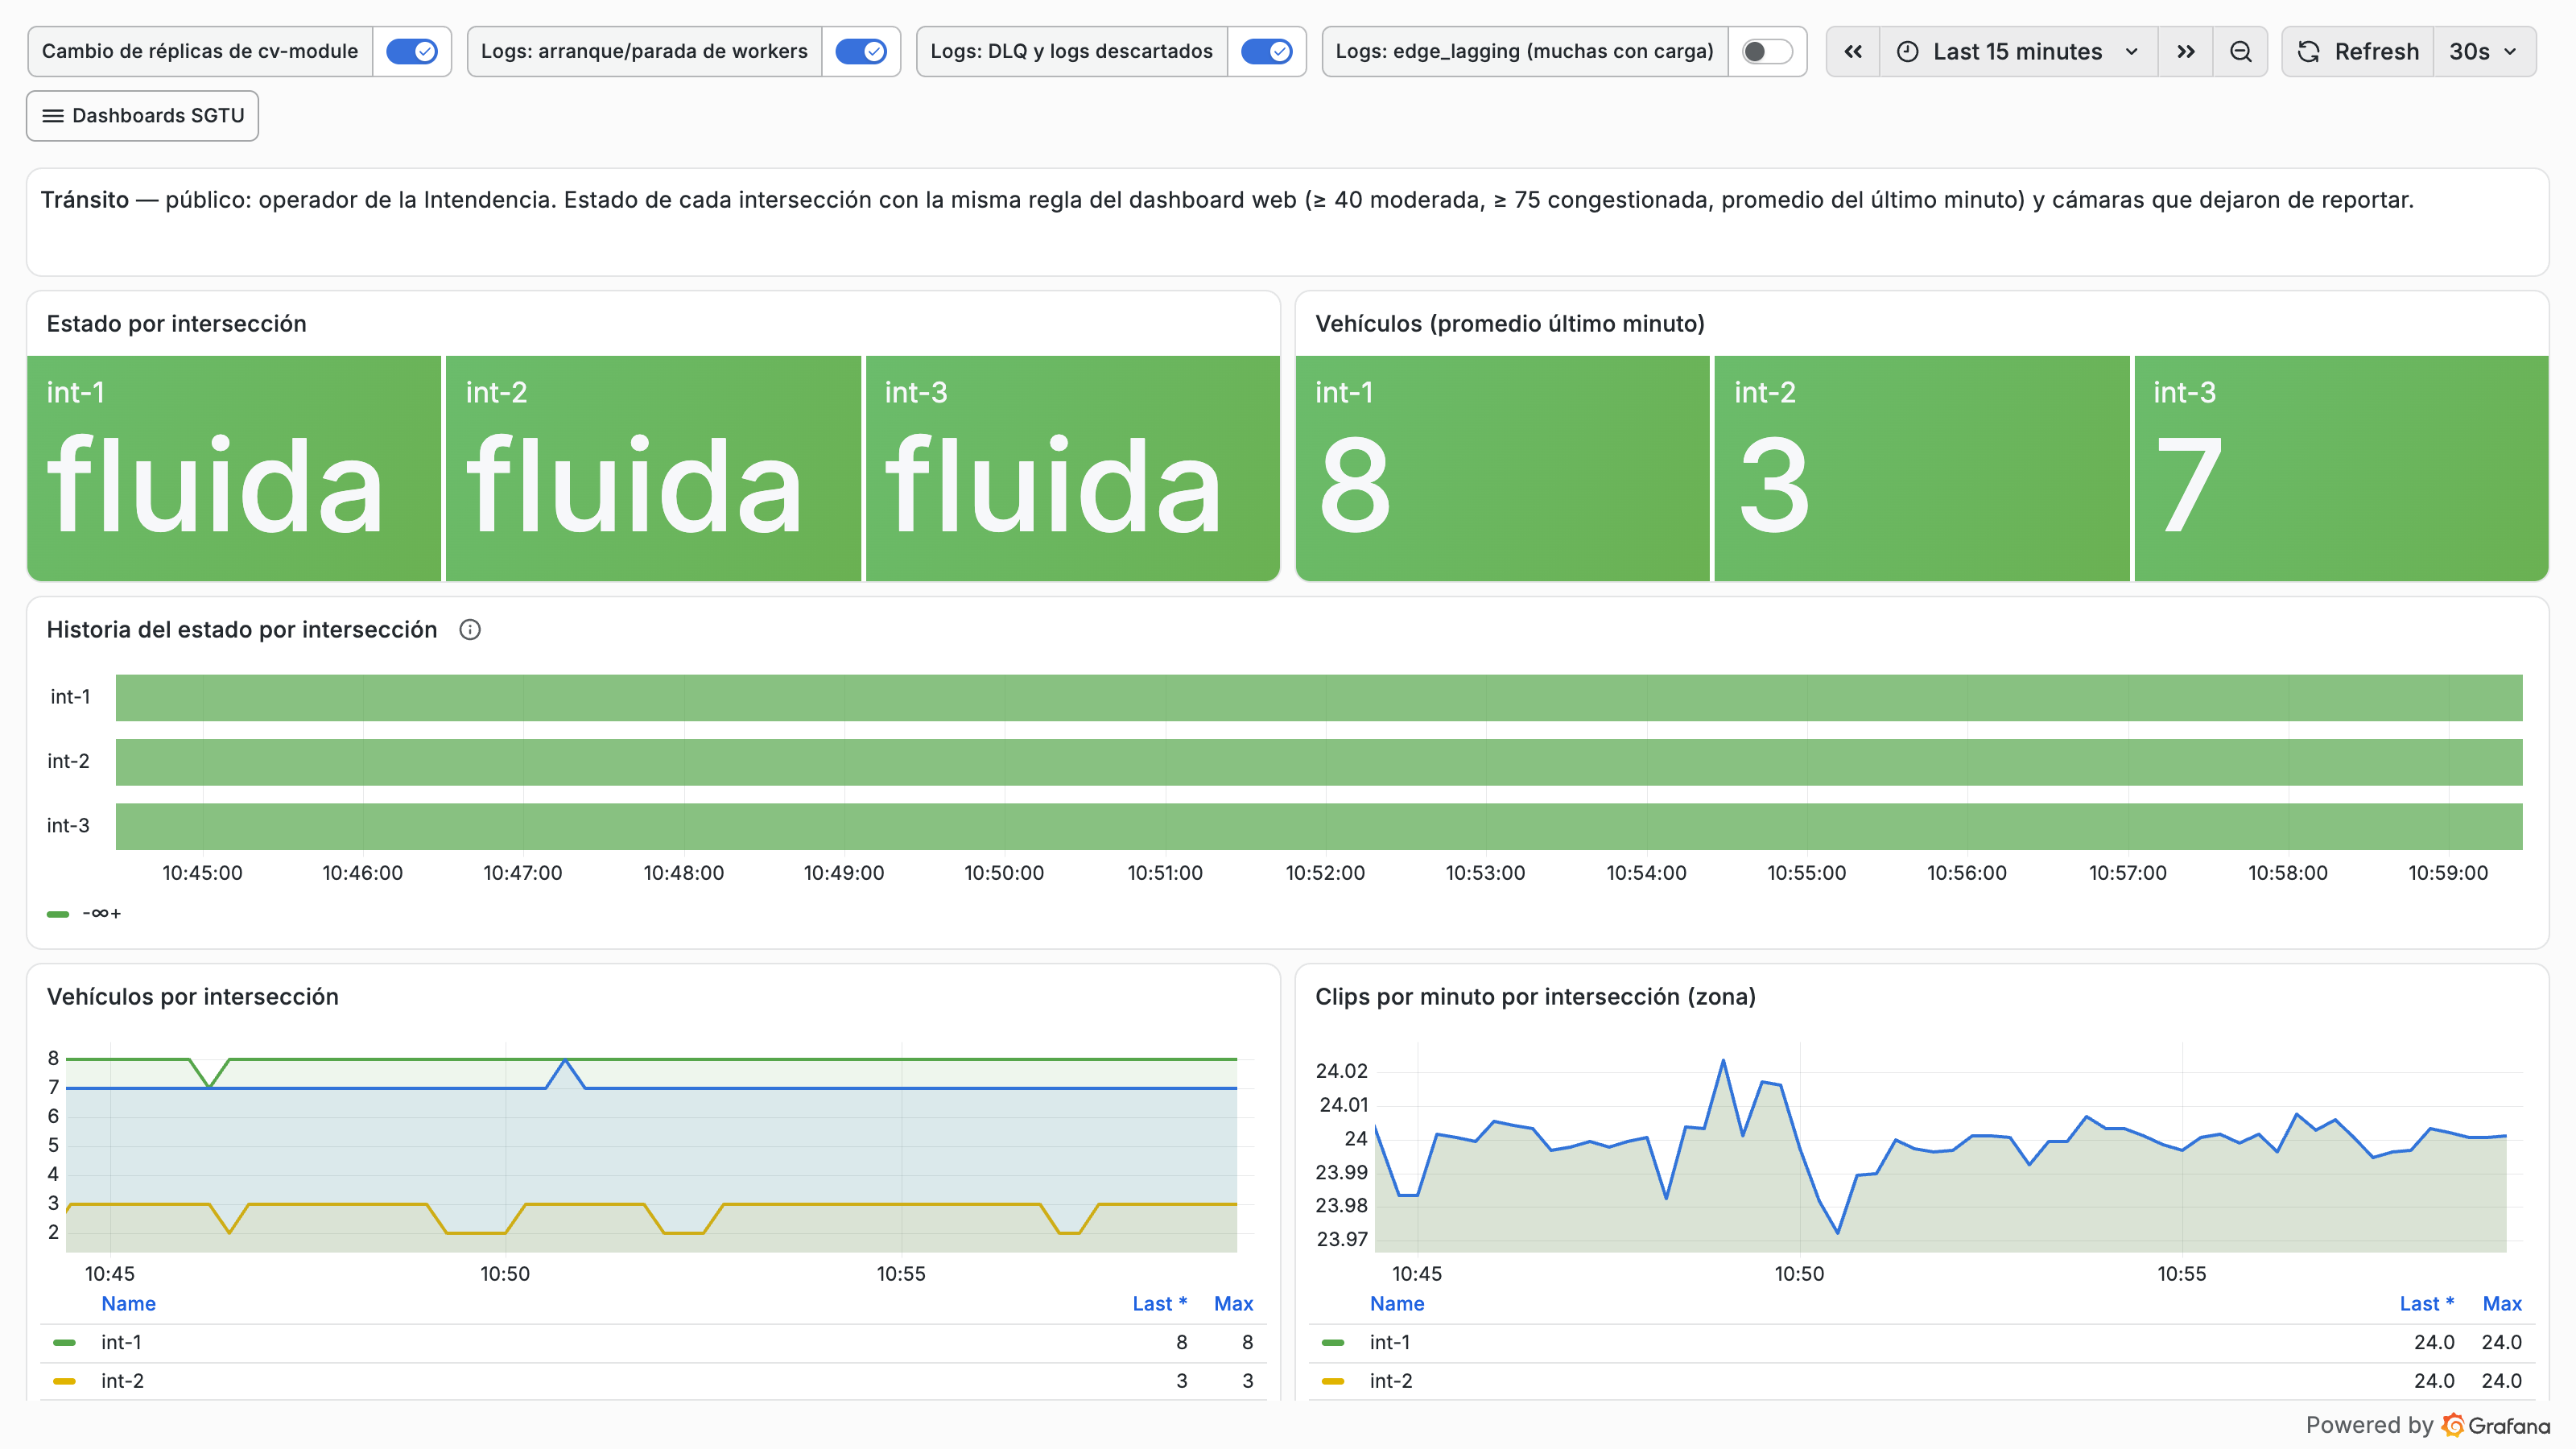 Cambio de réplicas de cv-module
Logs: arranque/parada de workers
Logs: DLQ y logs descartados
Logs: edge_lagging (muchas con carga)
Last 15 minutes
Refresh
30s
Dashboards SGTU
Tránsito — público: operador de la Intendencia. Estado de cada intersección con la misma regla del dashboard web (≥ 40 moderada, ≥ 75 congestionada, promedio del último minuto) y cámaras que dejaron de reportar.
Estado por intersección
int-1
fluida
int-2
fluida
int-3
fluida
Vehículos (promedio último minuto)
int-1
8
int-2
3
int-3
7
Historia del estado por intersección
int-1
int-2
int-3
10:45:00 10:46:00 10:47:00 10:48:00 10:49:00 10:50:00 10:51:00 10:52:00 10:53:00 10:54:00 10:55:00 10:56:00 10:57:00 10:58:00 10:59:00
-∞+
Vehículos por intersección
8
7
6
5
4
3
2
10:45 10:50 10:55
Name Last * Max
int-1 8 8
int-2 3 3
Clips por minuto por intersección (zona)
24.02
24.01
24
23.99
23.98
23.97
10:45 10:50 10:55
Name Last * Max
int-1 24.0 24.0
int-2 24.0 24.0
Powered by Grafana